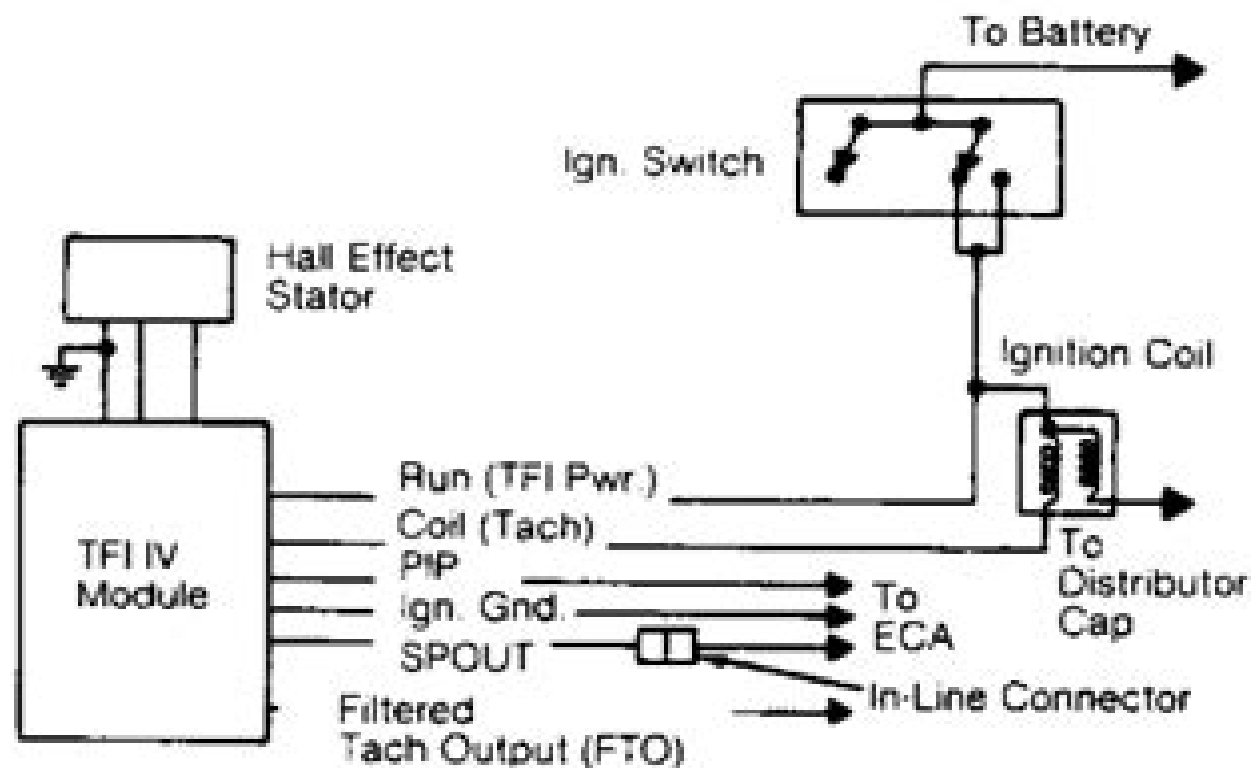 To Battery
Ign. Switch
Hall Effect
Stator
Ignition Coil
Run (TFI Pwr.)
Coil (Tach)
PIP
Ign. Gnd.
SPOUT
TFI IV
Module
To
ECA
To
Distributor
Cap
In-Line Connector
Filtered
Tach Output (FTO)